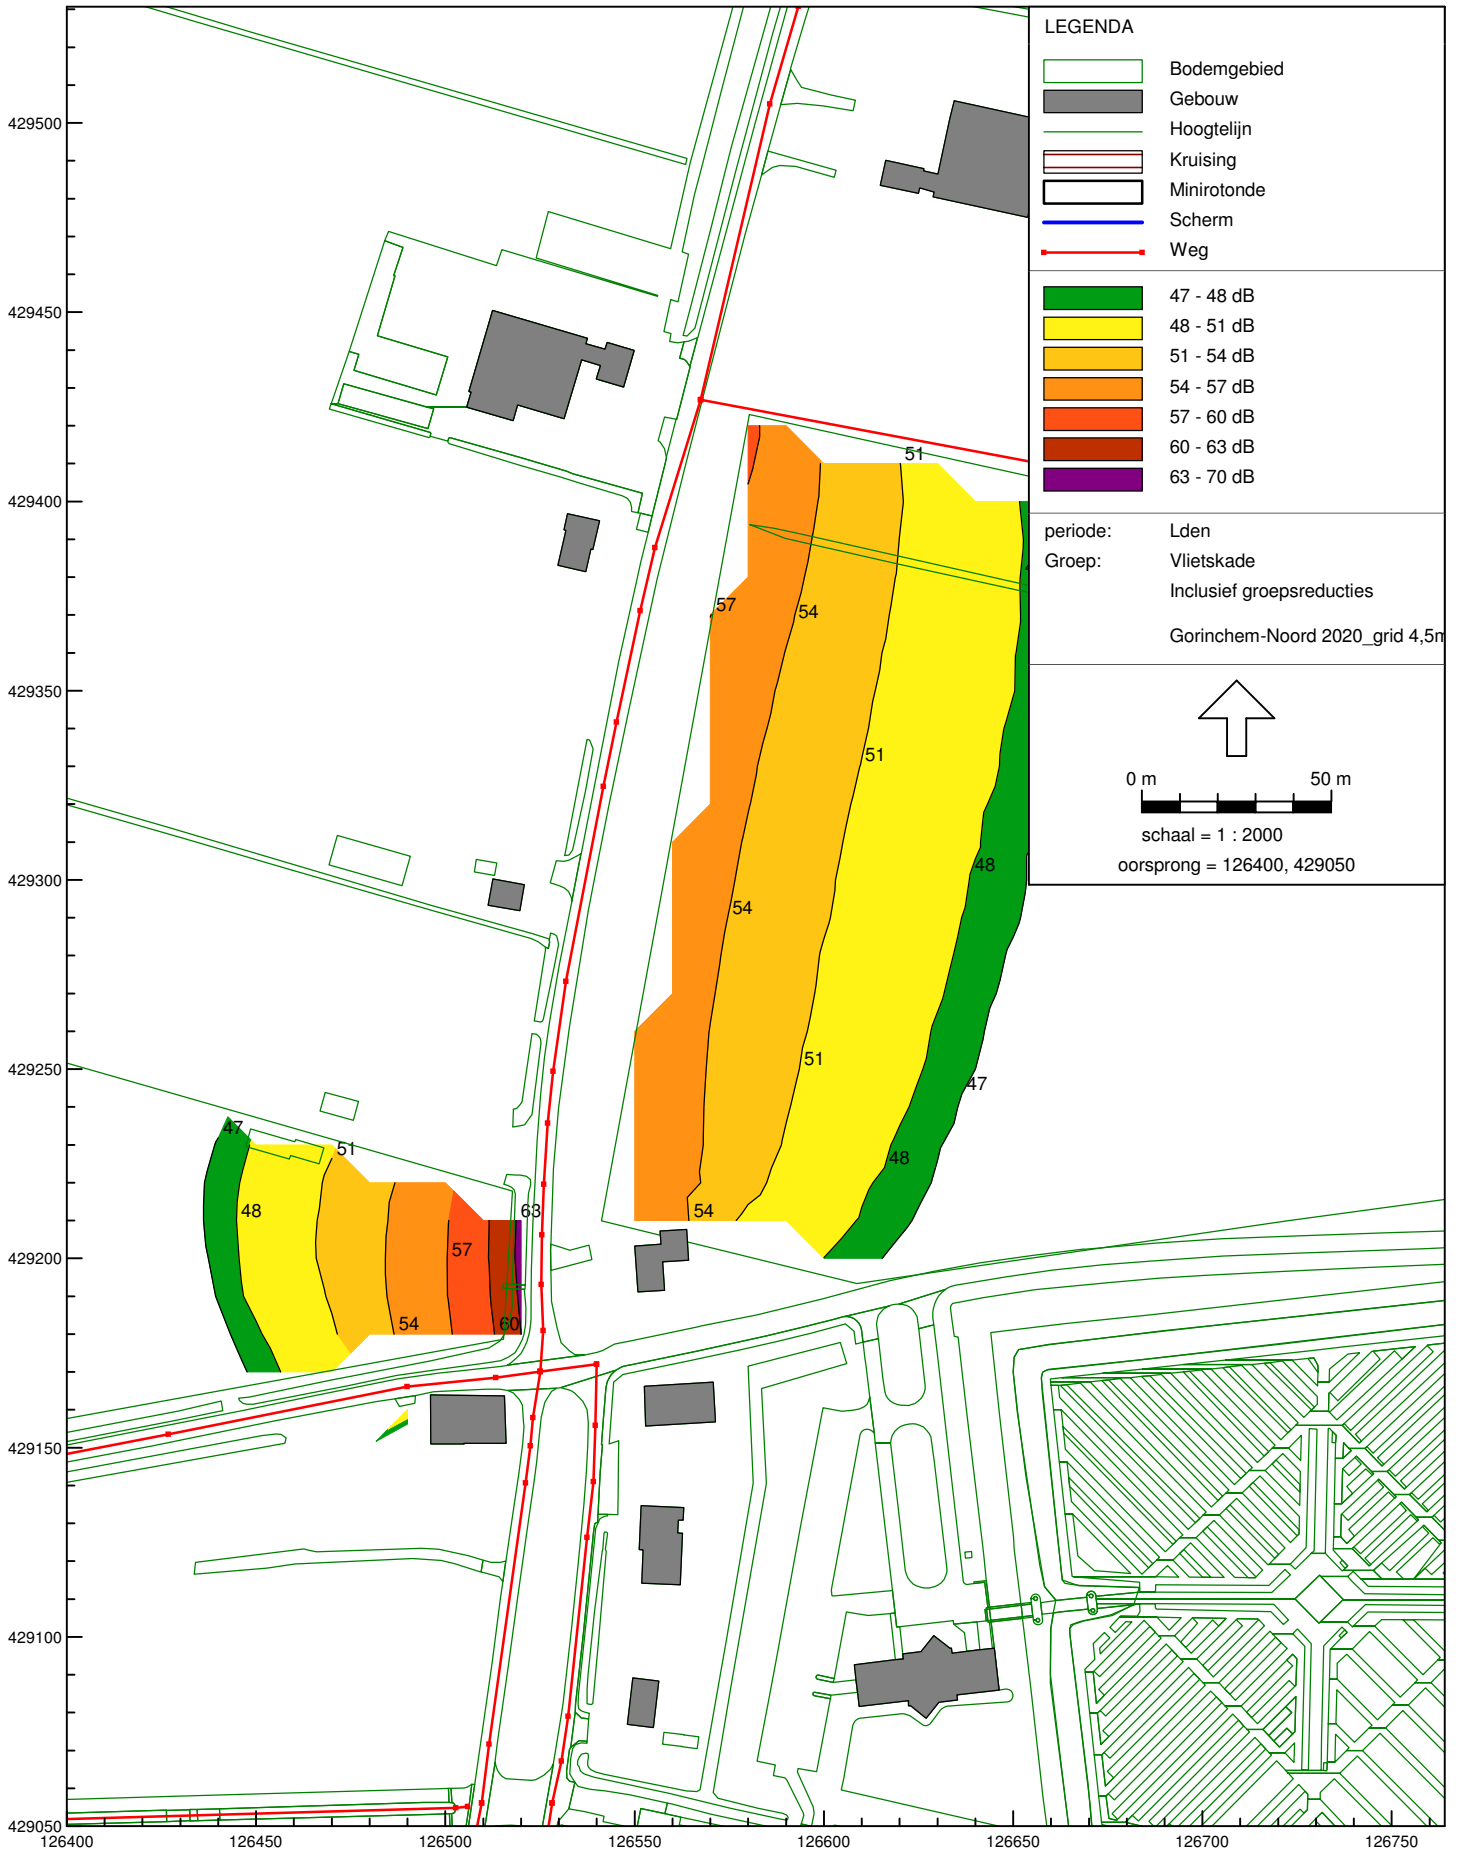 LEGENDA
Bodemgebied
Gebouw
Hoogtelijn
Kruising
Minirotonde
Scherm
Weg
47 - 48 dB
48 - 51 dB
51 - 54 dB
54 - 57 dB
57 - 60 dB
60 - 63 dB
63 - 70 dB
periode: Lden
Groep: Vlietskade
Inclusief groepsreducties
Gorinchem-Noord 2020_grid 4,5m
0 m 50 m
schaal = 1 : 2000
oorsprong = 126400, 429050
429500
429450
429400
429350
429300
429250
429200
429150
429100
429050
51
57
54
51
48
54
51
47
48
54
47
51
48
63
57
54
60
126400 126450 126500 126550 126600 126650 126700 126750